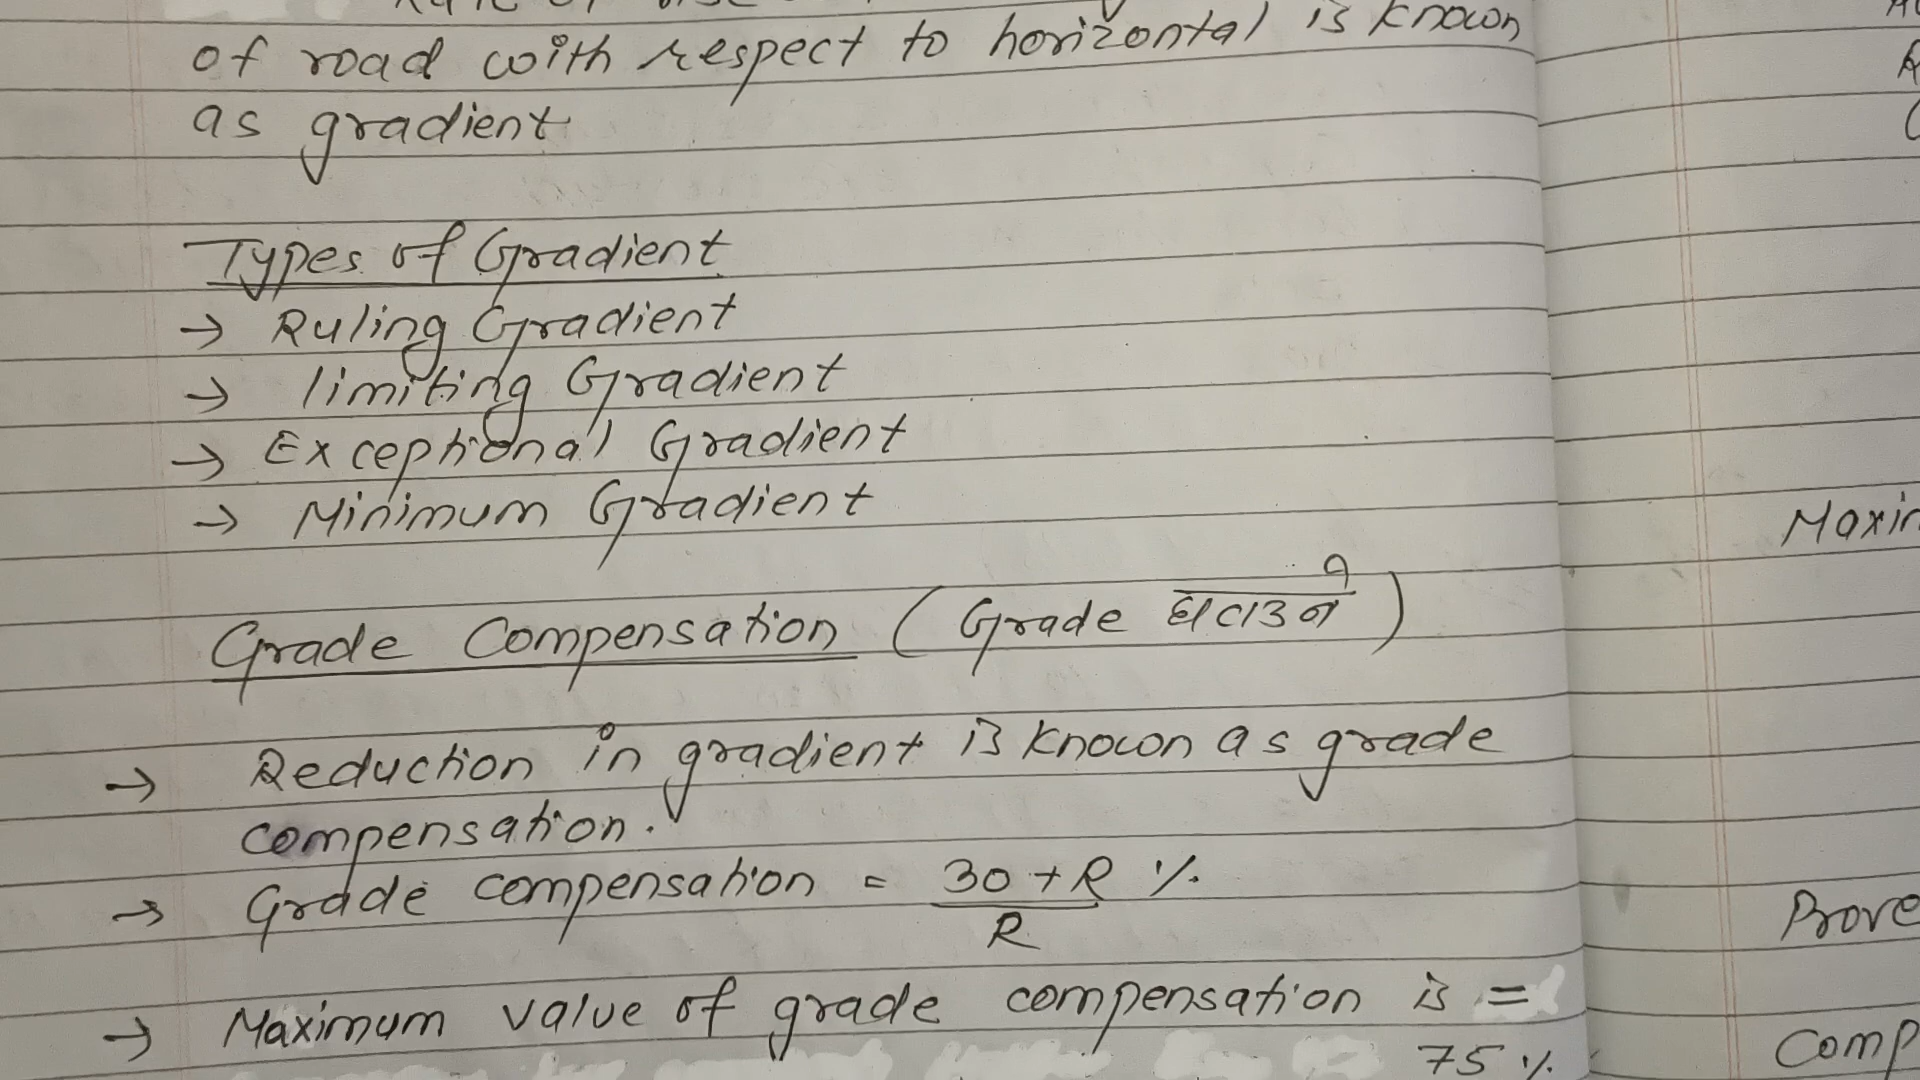 of road with respect to horizontal is known
as gradient
Types of Gradient
→ Ruling Gradient
→ limiting Gradient
→ Exceptional Gradient
→ Minimum Gradient
Grade Compensation (Grade )
→ Reduction in gradient is known as grade
compensation.
→ Grade compensation = 30 + R %
R
→ Maximum value of grade compensation is =
75 %
Prove
Comp